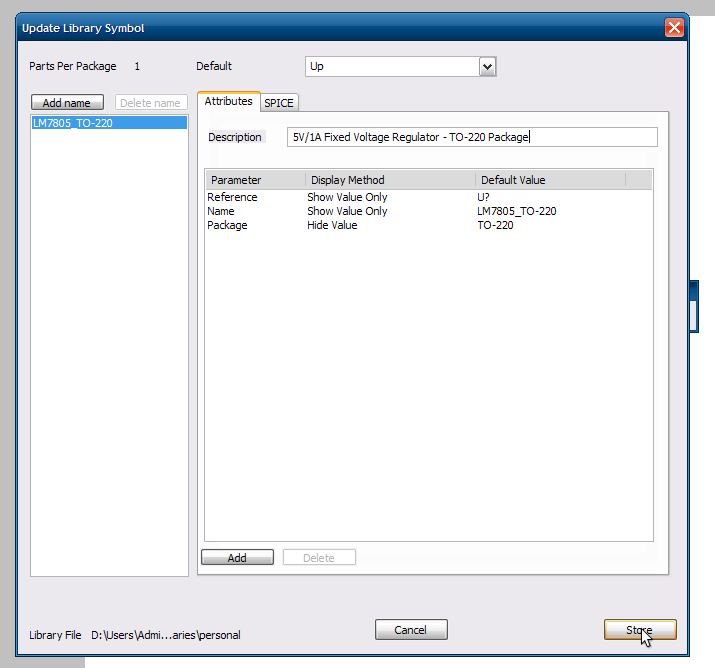 Update Library Symbol
Parts Per Package 1 Default Up
Add name Delete name Attributes SPICE
LM7805_TO-220
Description 5V/1A Fixed Voltage Regulator - TO-220 Package
Parameter Display Method Default Value
Reference Show Value Only U?
Name Show Value Only LM7805_TO-220
Package Hide Value TO-220
Add Delete
Library File D:\Users\Admi...aries\personal Cancel Store